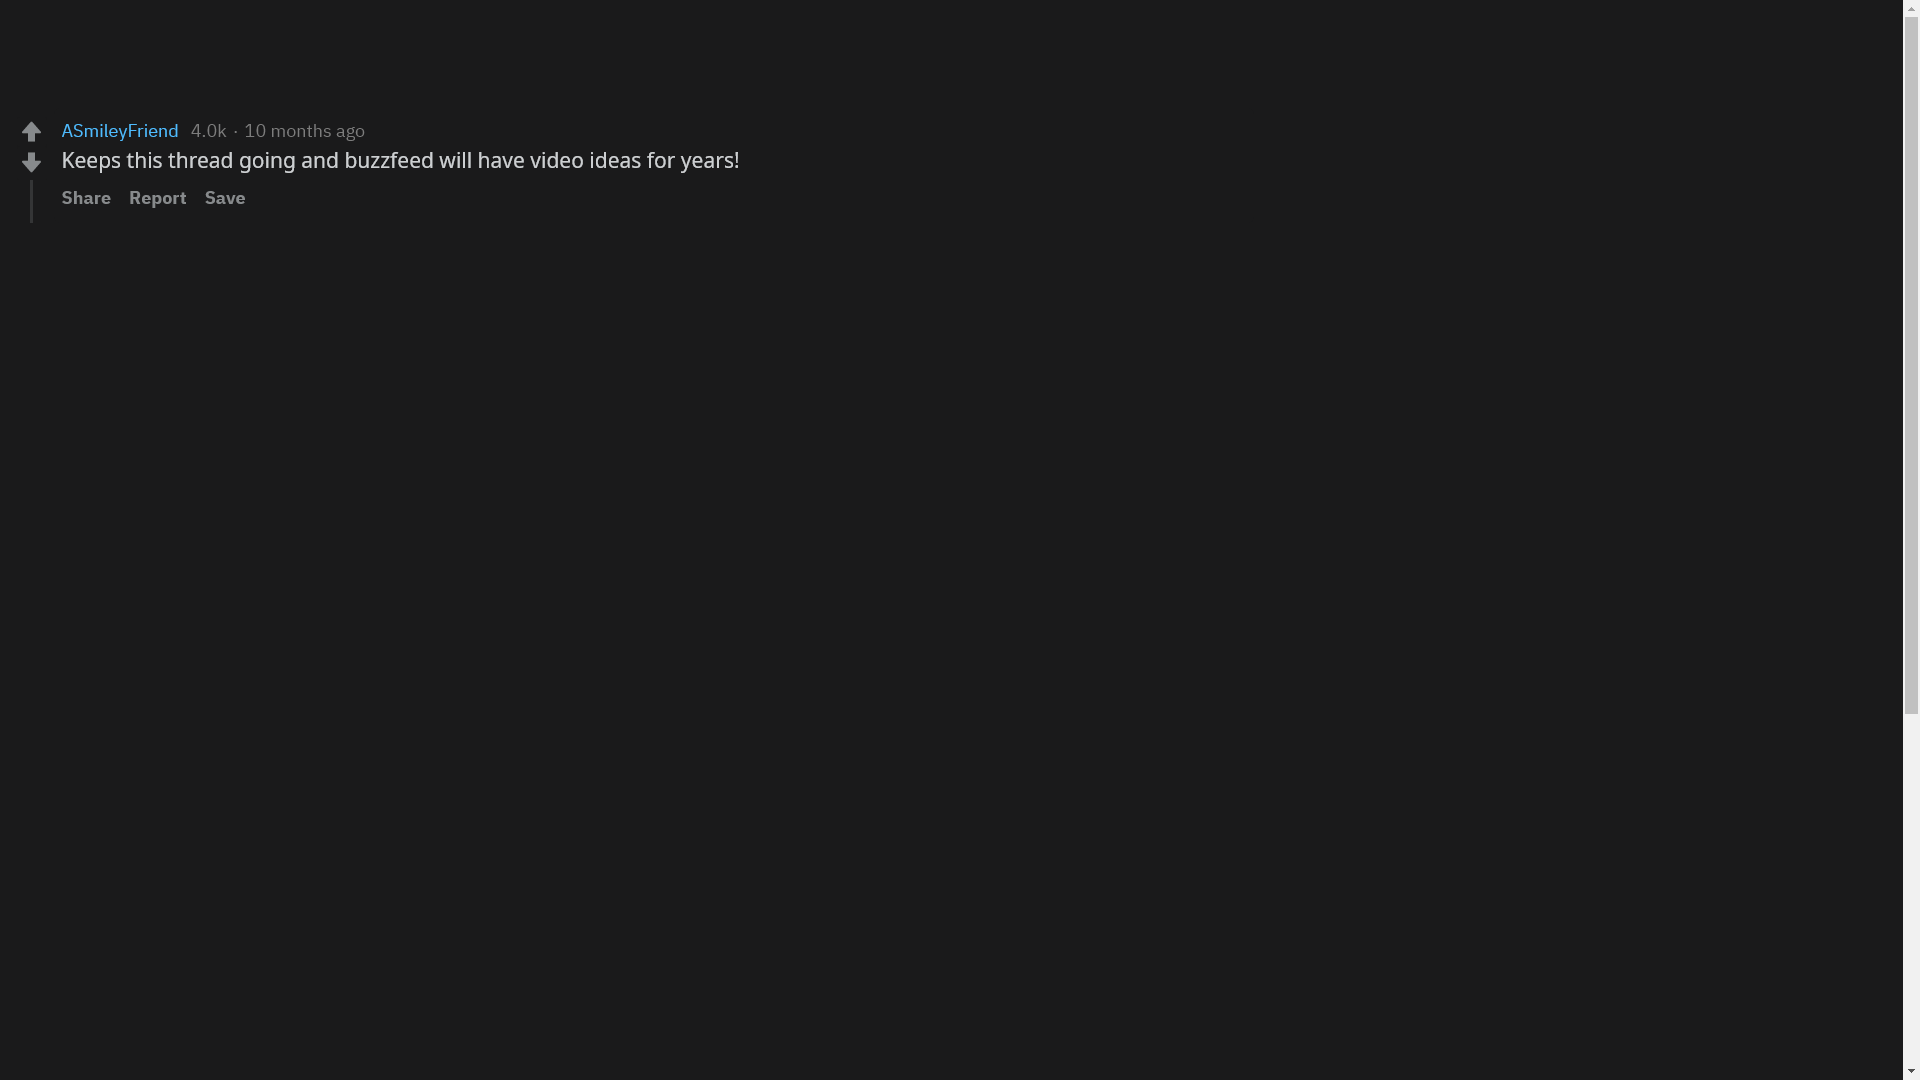 ASmileyFriend 4.0k · 10 months ago
Keeps this thread going and buzzfeed will have video ideas for years!
Share Report Save